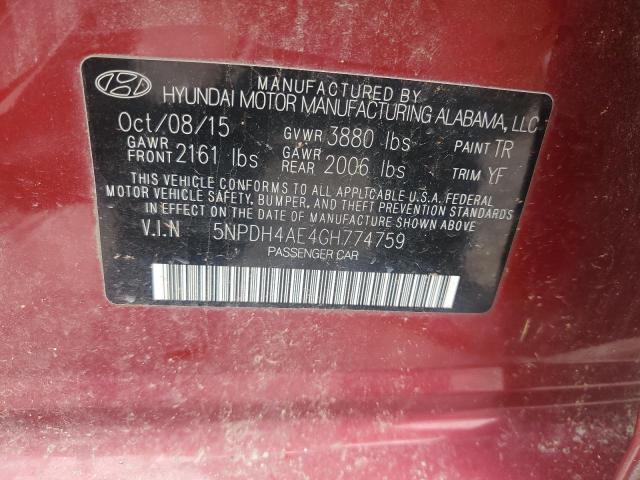 MANUFACTURED BY
HYUNDAI MOTOR MANUFACTURING ALABAMA, LLC
Oct/08/15 GVWR 3880 lbs PAINT TR
GAWR FRONT 2161 lbs GAWR REAR 2006 lbs TRIM YF
THIS VEHICLE CONFORMS TO ALL APPLICABLE U.S.A. FEDERAL
MOTOR VEHICLE SAFETY, BUMPER, AND THEFT PREVENTION STANDARDS
IN EFFECT ON THE DATE OF MANUFACTURE SHOWN ABOVE
V.I.N 5NPDH4AE4GH774759
PASSENGER CAR